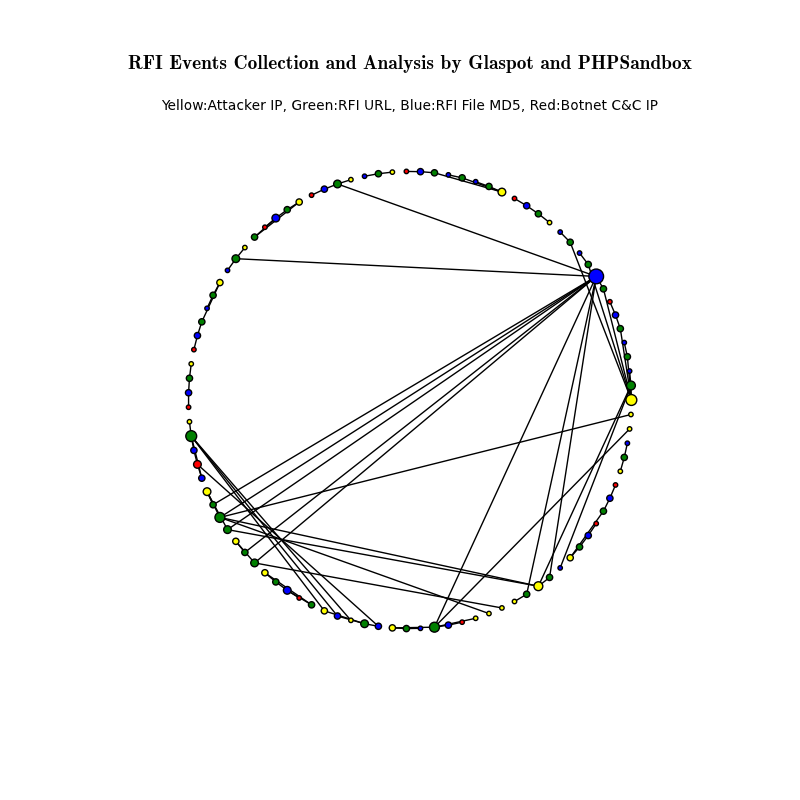 RFI Events Collection and Analysis by Glaspot and PHPSandbox
Yellow:Attacker IP, Green:RFI URL, Blue:RFI File MD5, Red:Botnet C&C IP